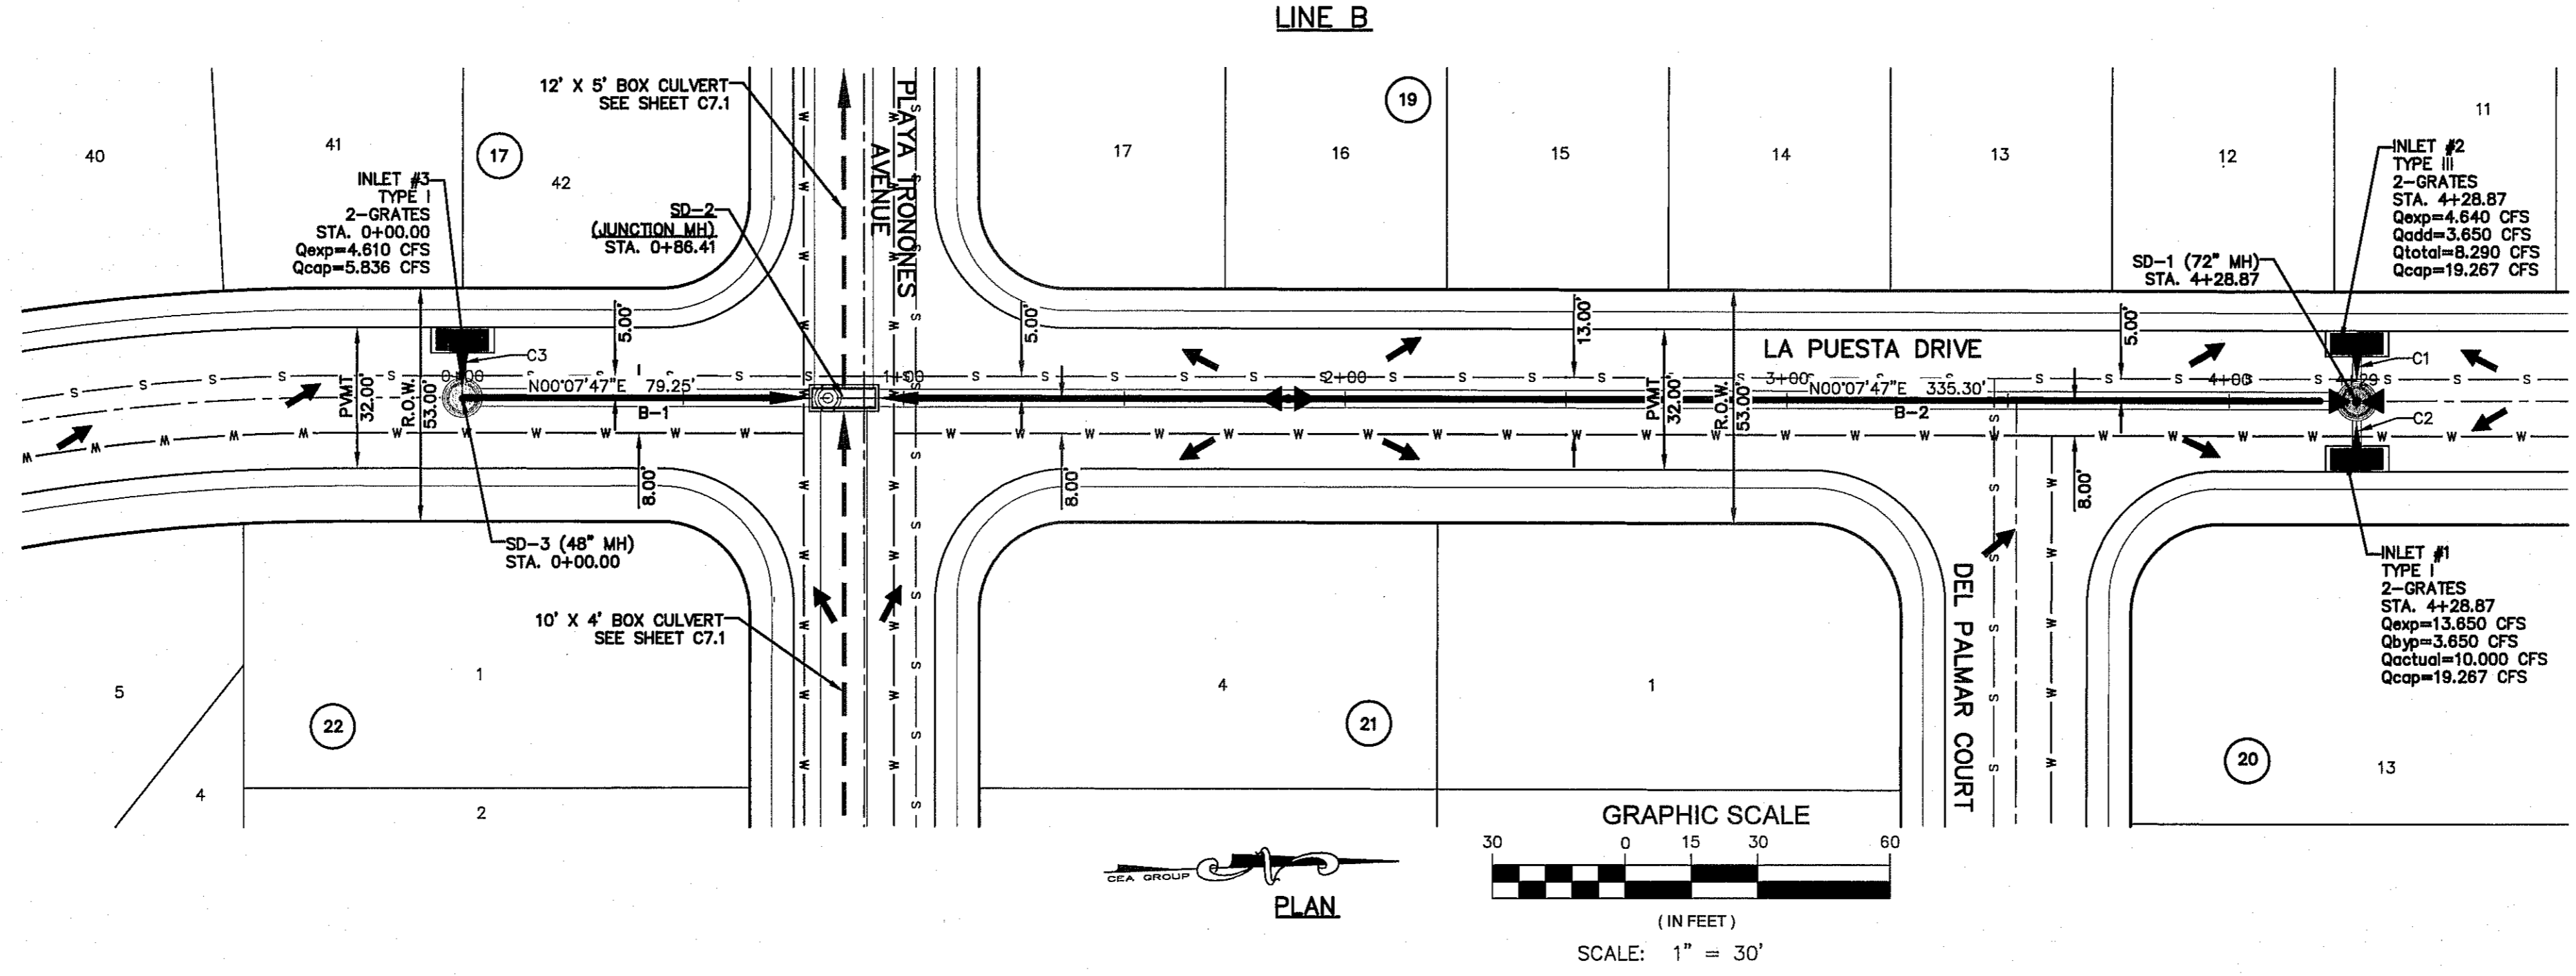 LINE B
12' X 5' BOX CULVERT
SEE SHEET C7.1
PLAYA TRONONES
AVENUE
40
41
17
42
17
16
19
15
14
13
12
11
INLET #3
TYPE I
2-GRATES
STA. 0+00.00
Qexp=4.610 CFS
Qcap=5.836 CFS
SD-2
(JUNCTION MH)
STA. 0+86.41
INLET #2
TYPE III
2-GRATES
STA. 4+28.87
Qexp=4.640 CFS
Qadd=3.650 CFS
Qtotal=8.290 CFS
Qcap=19.267 CFS
SD-1 (72" MH)
STA. 4+28.87
5.00'
5.00'
13.00'
5.00'
LA PUESTA DRIVE
C3
C1
0+00
1+00
2+00
3+00
4+00
4+29
N00°07'47"E 79.25'
B-1
N00°07'47"E 335.30'
B-2
PVMT
32.00'
R.O.W.
53.00'
PVMT
32.00'
R.O.W.
53.00'
C2
8.00'
8.00'
8.00'
SD-3 (48" MH)
STA. 0+00.00
10' X 4' BOX CULVERT
SEE SHEET C7.1
DEL PALMAR COURT
INLET #1
TYPE I
2-GRATES
STA. 4+28.87
Qexp=13.650 CFS
Qbyp=3.650 CFS
Qactual=10.000 CFS
Qcap=19.267 CFS
5
1
22
4
2
4
21
1
20
13
CEA GROUP
PLAN
GRAPHIC SCALE
30 0 15 30 60
( IN FEET )
SCALE: 1" = 30'